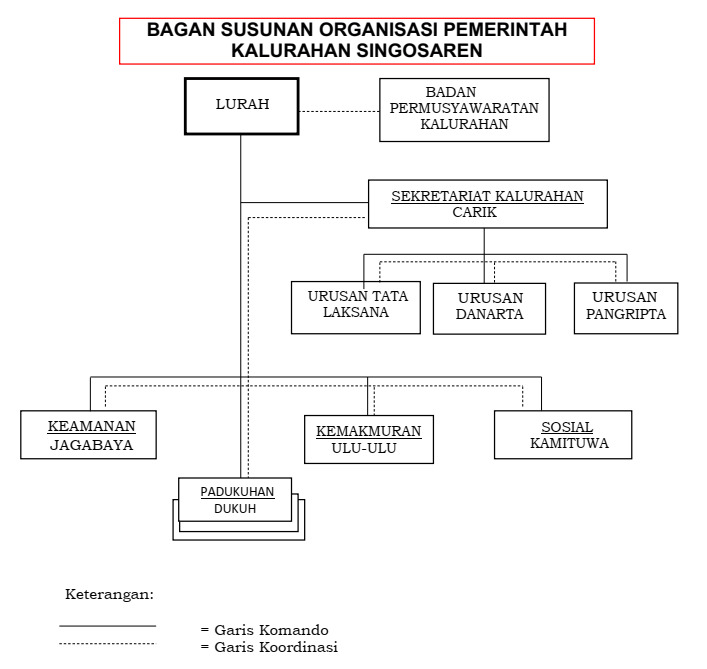 BAGAN SUSUNAN ORGANISASI PEMERINTAH
KALURAHAN SINGOSAREN
LURAH
BADAN
PERMUSYAWARATAN
KALURAHAN
SEKRETARIAT KALURAHAN
CARIK
URUSAN TATA
LAKSANA
URUSAN
DANARTA
URUSAN
PANGRIPTA
KEAMANAN
JAGABAYA
KEMAKMURAN
ULU-ULU
SOSIAL
KAMITUWA
PADUKUHAN
DUKUH
Keterangan:
= Garis Komando
= Garis Koordinasi